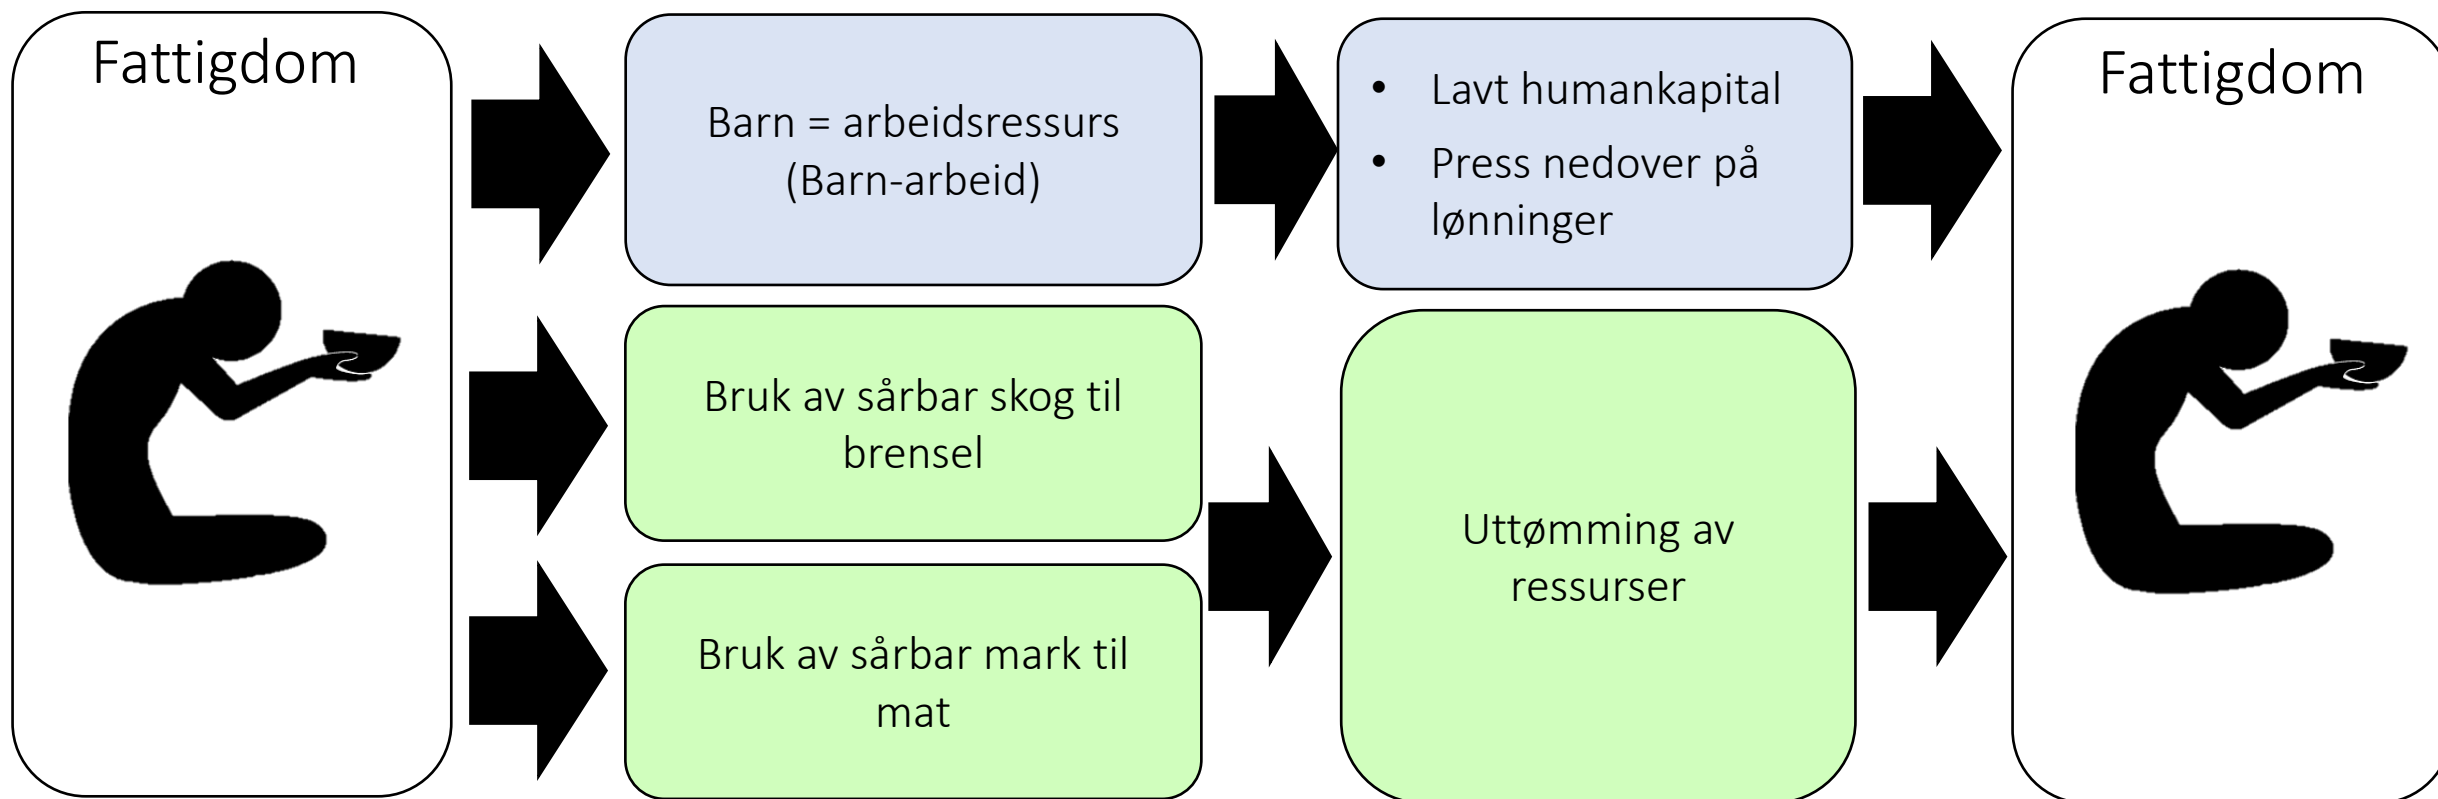 Fattigdom
Barn = arbeidsressurs
(Barn-arbeid)
• Lavt humankapital
• Press nedover på
lønninger
Bruk av sårbar skog til
brensel
Bruk av sårbar mark til
mat
Uttømming av
ressurser
Fattigdom